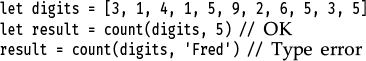 let digits = [3, 1, 4, 1, 5, 9, 2, 6, 5, 3, 5]
let result = count(digits, 5) // OK
result = count(digits, 'Fred') // Type error